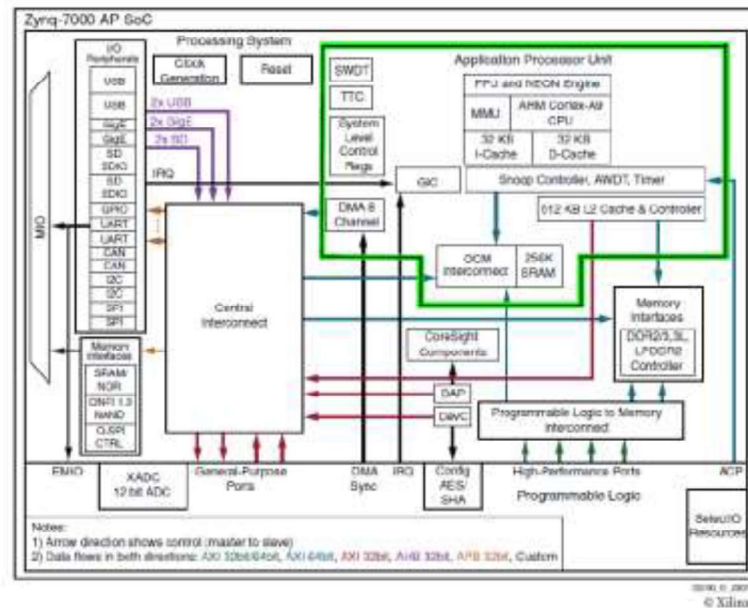 Zynq-7000 AP SoC
I/O
Peripherals
USB
USB
GigE
GigE
SD
SDIO
SD
SDIO
GPIO
UART
UART
CAN
CAN
I2C
I2C
SPI
SPI
Memory
Interfaces
SRAM/
NOR
ONFI 1.0
NAND
Q-SPI
CTRL
MIO
Processing System
Clock
Generation
Reset
2x USB
2x GigE
2x SD
IRQ
Central
Interconnect
SWDT
TTC
System
Level
Control
Regs
DMA 8
Channel
GIC
Application Processor Unit
FPU and NEON Engine
MMU
ARM Cortex-A9
CPU
32 KB
I-Cache
32 KB
D-Cache
Snoop Controller, AWDT, Timer
512 KB L2 Cache & Controller
OCM
Interconnect
256K
SRAM
CoreSight
Components
DAP
DevC
Memory
Interfaces
DDR2/3,3L,
LPDDR2
Controller
Programmable Logic to Memory
Interconnect
EMIO
XADC
12 bit ADC
General-Purpose
Ports
DMA
Sync
IRQ
Config
AES/
SHA
High-Performance Ports
ACP
Programmable Logic
SelectIO
Resources
Notes:
1) Arrow direction shows control (master to slave)
2) Data flows in both directions: AXI 32bit/64bit, AXI 64bit, AXI 32bit, AHB 32bit, APB 32bit, Custom
© Xilinx